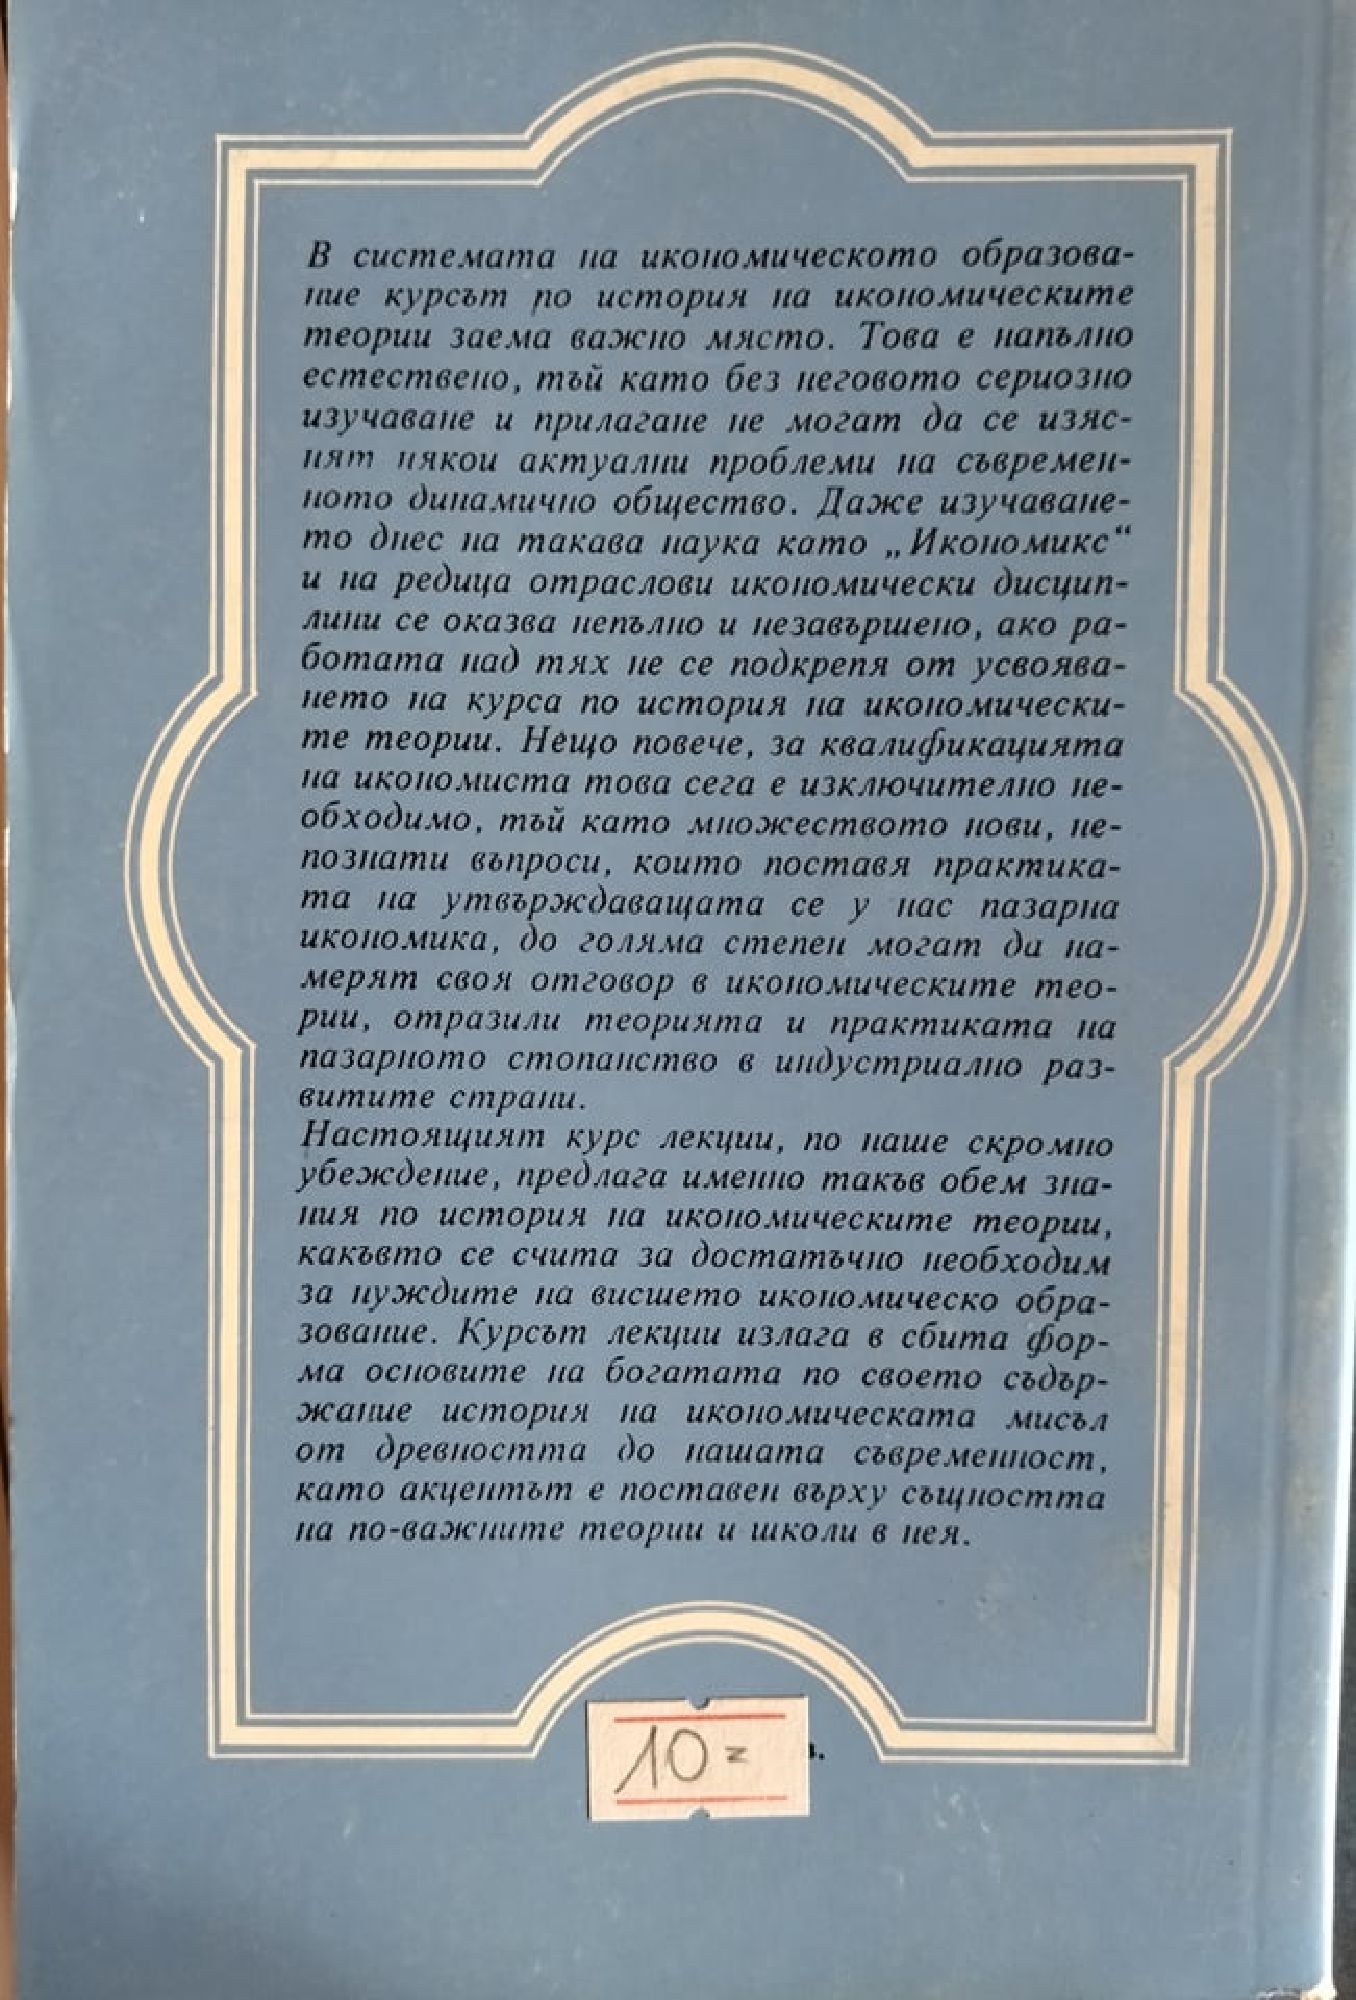 В системата на икономическото образова-
ние курсът по история на икономическите
теории заема важно място. Това е напълно
естествено, тъй като без неговото сериозно
изучаване и прилагане не могат да се изяс-
нят някои актуални проблеми на съвремен-
ното динамично общество. Даже изучаване-
то днес на такава наука като „Икономикс“
и на редица отраслови икономически дисцип-
лини се оказва непълно и незавършено, ако ра-
ботата над тях не се подкрепя от усвоява-
нето на курса по история на икономически-
те теории. Нещо повече, за квалификацията
на икономиста това сега е изключително не-
обходимо, тъй като множеството нови, не-
познати въпроси, които поставя практика-
та на утвърждаващата се у нас пазарна
икономика, до голяма степен могат да на-
мерят своя отговор в икономическите тео-
рии, отразили теорията и практиката на
пазарното стопанство в индустриално раз-
витите страни.
Настоящият курс лекции, по наше скромно
убеждение, предлага именно такъв обем зна-
ния по история на икономическите теории,
какъвто се счита за достатъчно необходим
за нуждите на висшето икономическо обра-
зование. Курсът лекции излага в сбита фор-
ма основите на богатата по своето съдър-
жание история на икономическата мисъл
от древността до нашата съвременност,
като акцентът е поставен върху същността
на по-важните теории и школи в нея.
10 =